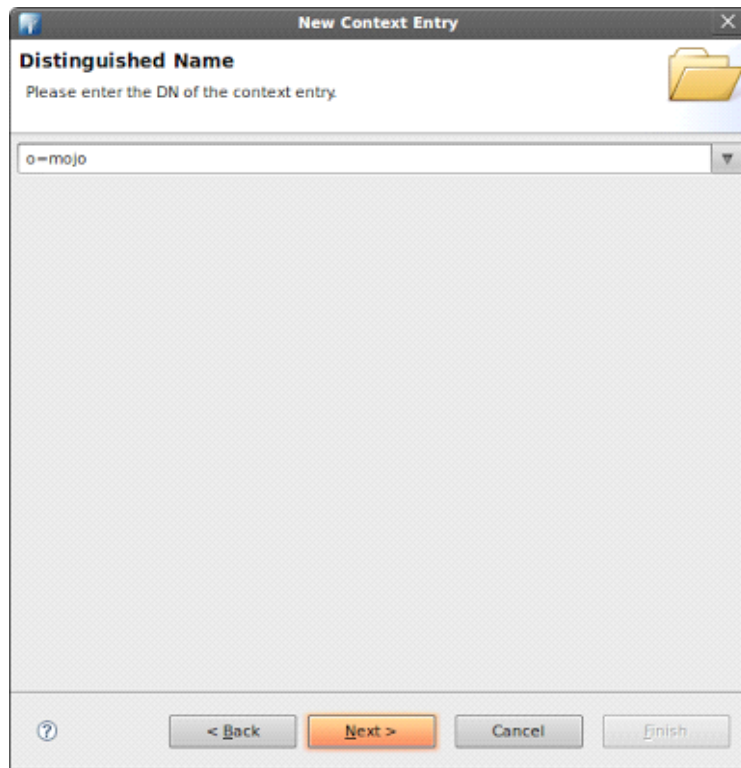 New Context Entry
Distinguished Name
Please enter the DN of the context entry.
o=mojo
?
< Back
Next >
Cancel
Finish